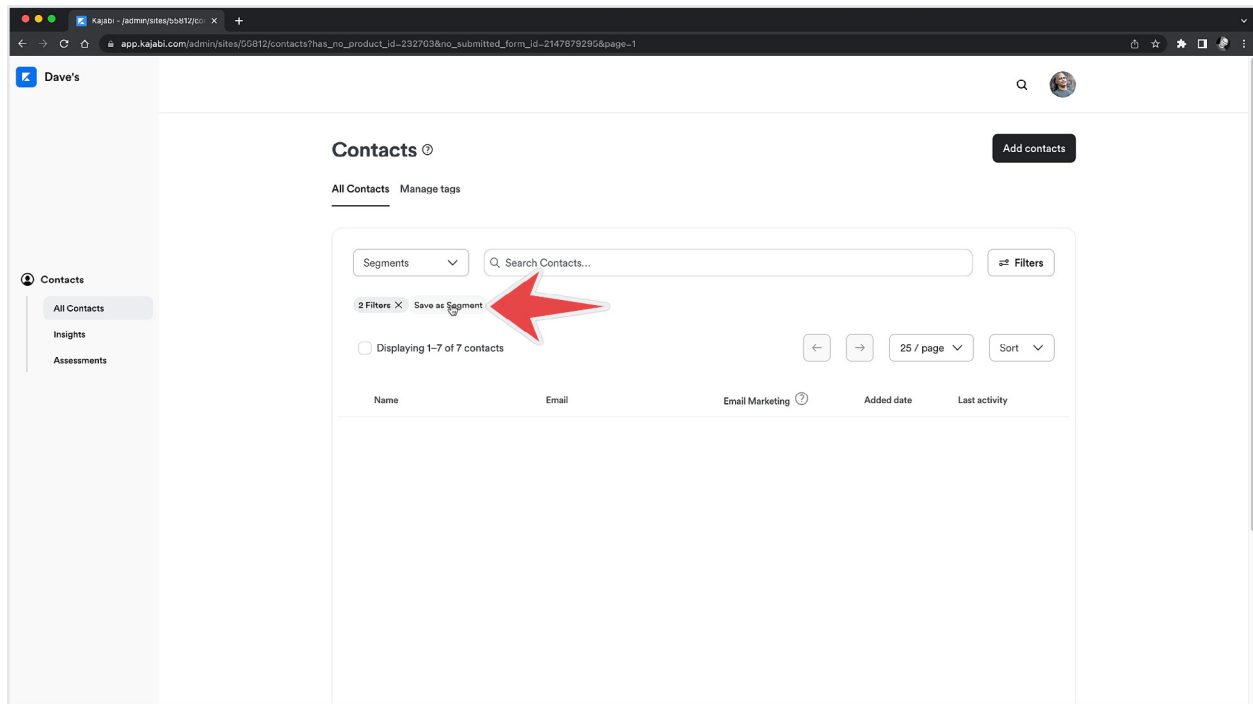 Kajabi - /admin/sites/55812/co
app.kajabi.com/admin/sites/55812/contacts?has_no_product_id=232703&no_submitted_form_id=2147879295&page=1
Dave's
Contacts
Add contacts
All Contacts Manage tags
Segments
Search Contacts...
Filters
Contacts
All Contacts
Insights
Assessments
2 Filters Save as Segment
Displaying 1–7 of 7 contacts
25 / page
Sort
Name Email Email Marketing Added date Last activity